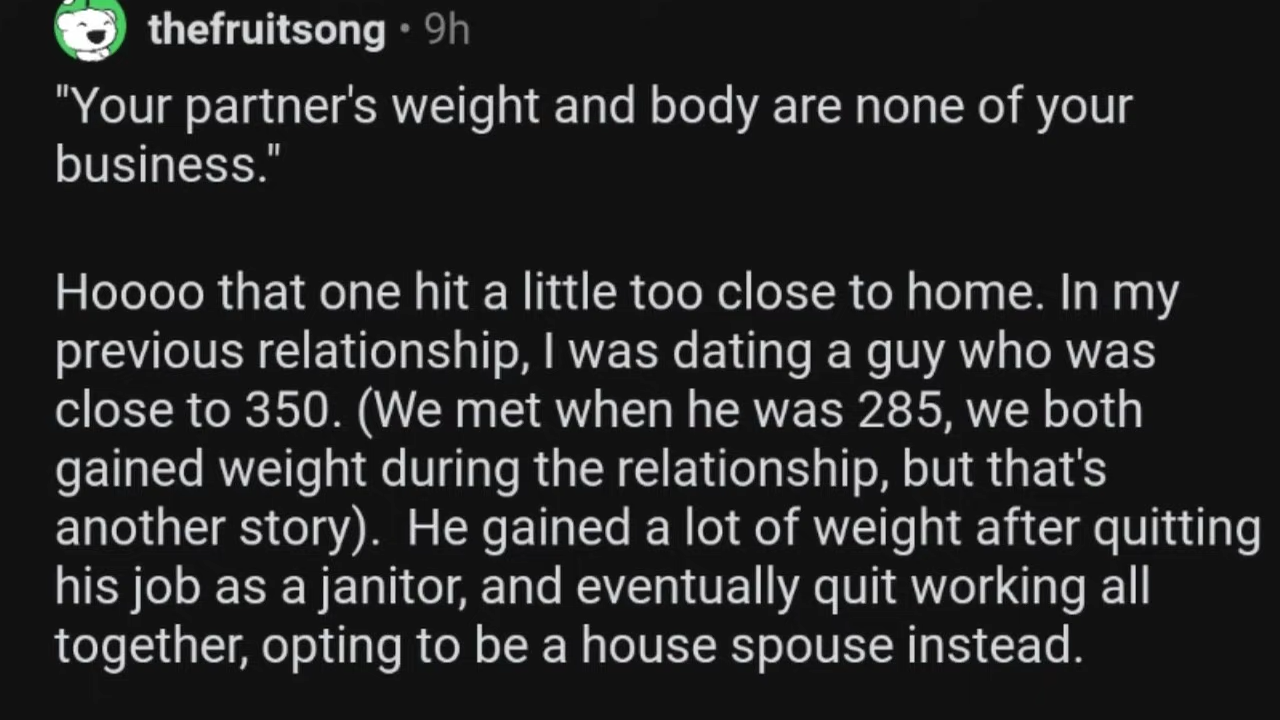 thefruitsong • 9h
"Your partner's weight and body are none of your
business."
Hoooo that one hit a little too close to home. In my
previous relationship, I was dating a guy who was
close to 350. (We met when he was 285, we both
gained weight during the relationship, but that's
another story).  He gained a lot of weight after quitting
his job as a janitor, and eventually quit working all
together, opting to be a house spouse instead.